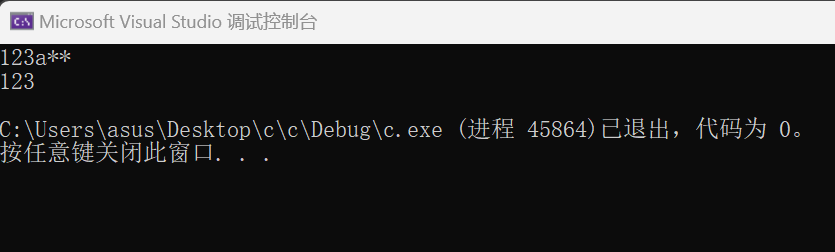 Microsoft Visual Studio 调试控制台
123a**
123
C:\Users\asus\Desktop\c\c\Debug\c.exe (进程 45864)已退出，代码为 0。
按任意键关闭此窗口. . .